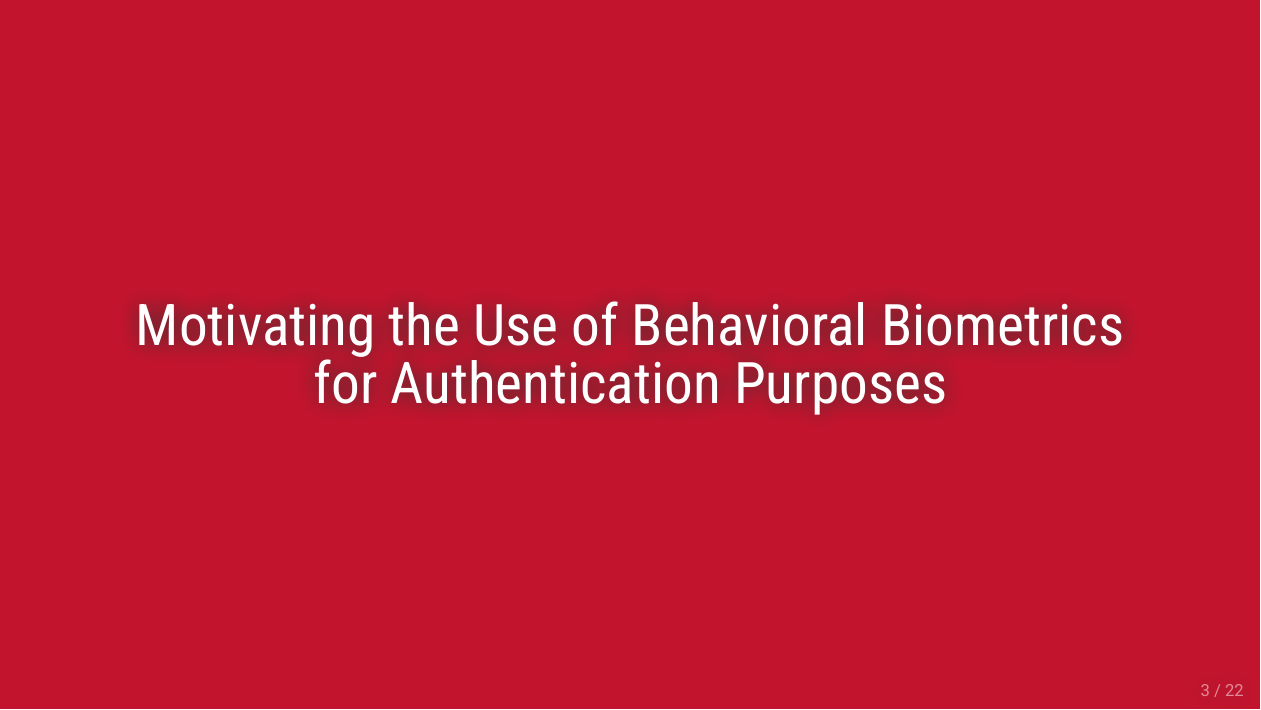 Motivating the Use of Behavioral Biometrics
for Authentication Purposes
3 / 22